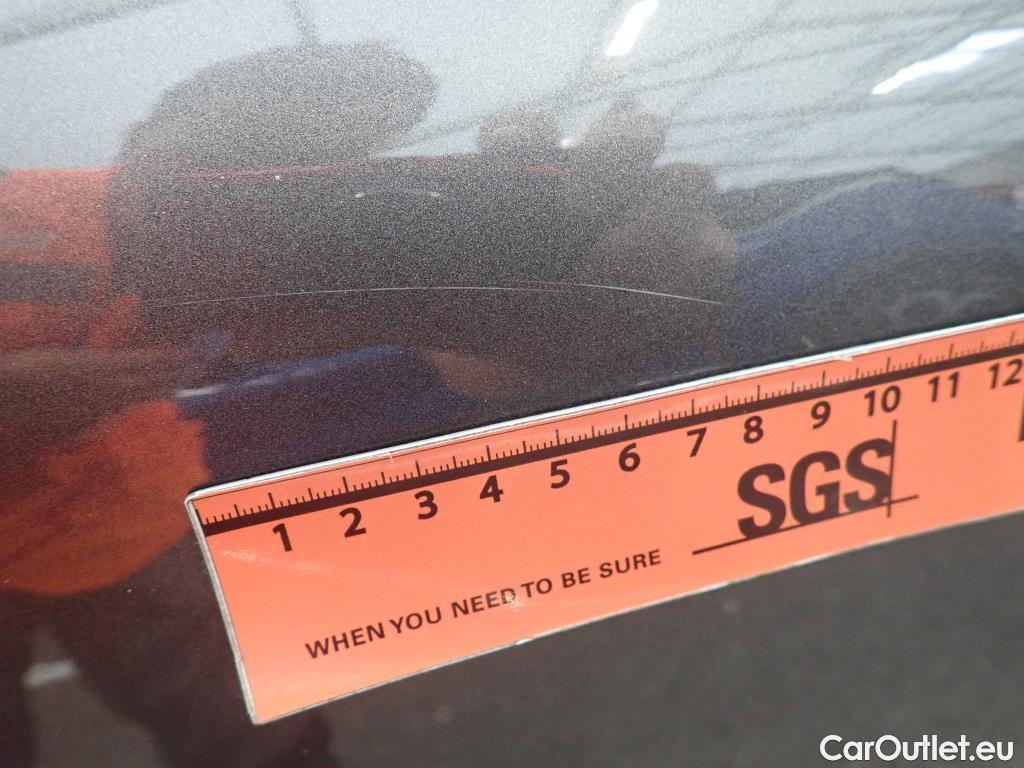 1 2 3 4 5 6 7 8 9 10 11 12
SGS
WHEN YOU NEED TO BE SURE
CarOutlet.eu